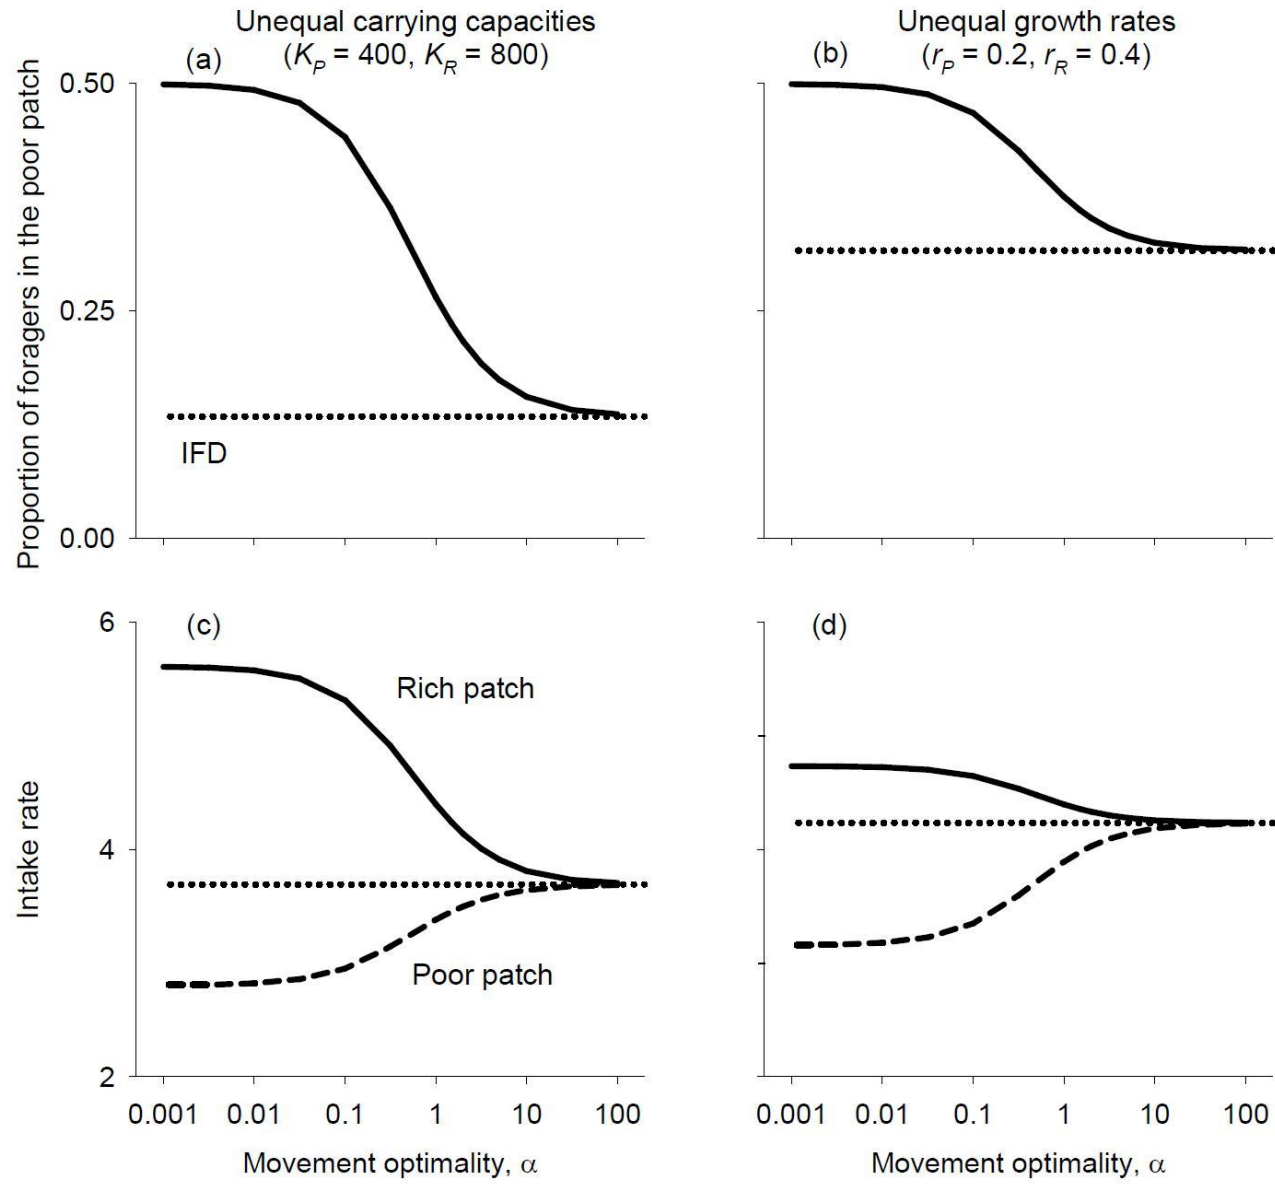 Unequal carrying capacities
(K_P = 400, K_R = 800)
Unequal growth rates
(r_P = 0.2, r_R = 0.4)
(a)
(b)
0.50
0.25
0.00
Proportion of foragers in the poor patch
IFD
(c)
(d)
6
4
2
Intake rate
Rich patch
Poor patch
0.001 0.01 0.1 1 10 100
0.001 0.01 0.1 1 10 100
Movement optimality, α
Movement optimality, α